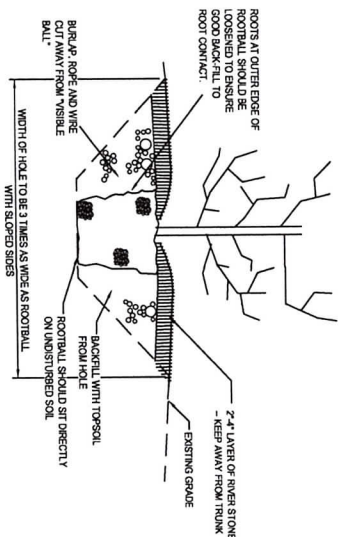 ROOTS AT OUTER EDGE OF
ROOTBALL SHOULD BE
LOOSENED TO ENSURE
GOOD BACK-FILL TO
ROOT CONTACT.
BURLAP, ROPE AND WIRE
CUT AWAY FROM "VISIBLE
BALL"
WIDTH OF HOLE TO BE 3 TIMES AS WIDE AS ROOTBALL
WITH SLOPED SIDES
2"-4" LAYER OF RIVER STONE
- KEEP AWAY FROM TRUNK
EXISTING GRADE
BACKFILL WITH TOPSOIL
FROM HOLE
ROOTBALL SHOULD SIT DIRECTLY
ON UNDISTURBED SOIL